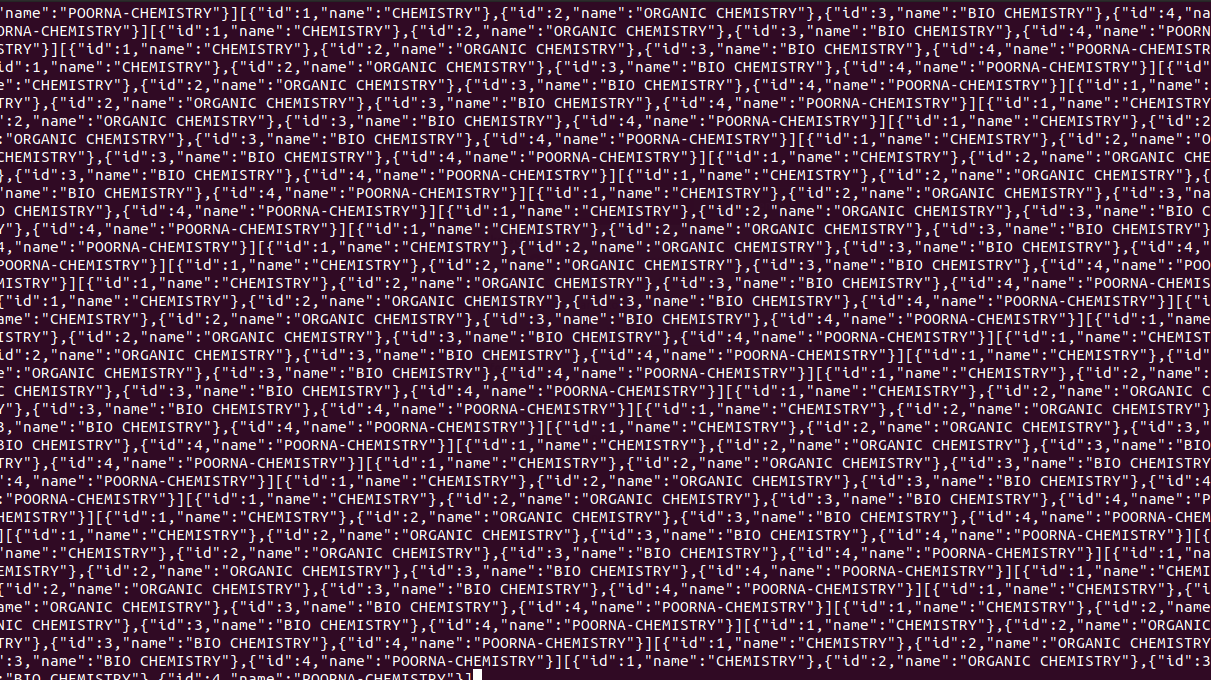 "name":"POORNA-CHEMISTRY"}][{"id":1,"name":"CHEMISTRY"},{"id":2,"name":"ORGANIC CHEMISTRY"},{"id":3,"name":"BIO CHEMISTRY"},{"id":4,"na
ORNA-CHEMISTRY"}][{"id":1,"name":"CHEMISTRY"},{"id":2,"name":"ORGANIC CHEMISTRY"},{"id":3,"name":"BIO CHEMISTRY"},{"id":4,"name":"POORN
STRY"}][{"id":1,"name":"CHEMISTRY"},{"id":2,"name":"ORGANIC CHEMISTRY"},{"id":3,"name":"BIO CHEMISTRY"},{"id":4,"name":"POORNA-CHEMISTR
id":1,"name":"CHEMISTRY"},{"id":2,"name":"ORGANIC CHEMISTRY"},{"id":3,"name":"BIO CHEMISTRY"},{"id":4,"name":"POORNA-CHEMISTRY"}][{"id"
e":"CHEMISTRY"},{"id":2,"name":"ORGANIC CHEMISTRY"},{"id":3,"name":"BIO CHEMISTRY"},{"id":4,"name":"POORNA-CHEMISTRY"}][{"id":1,"name":
TRY"},{"id":2,"name":"ORGANIC CHEMISTRY"},{"id":3,"name":"BIO CHEMISTRY"},{"id":4,"name":"POORNA-CHEMISTRY"}][{"id":1,"name":"CHEMISTRY
":2,"name":"ORGANIC CHEMISTRY"},{"id":3,"name":"BIO CHEMISTRY"},{"id":4,"name":"POORNA-CHEMISTRY"}][{"id":1,"name":"CHEMISTRY"},{"id":2
:"ORGANIC CHEMISTRY"},{"id":3,"name":"BIO CHEMISTRY"},{"id":4,"name":"POORNA-CHEMISTRY"}][{"id":1,"name":"CHEMISTRY"},{"id":2,"name":"O
CHEMISTRY"},{"id":3,"name":"BIO CHEMISTRY"},{"id":4,"name":"POORNA-CHEMISTRY"}][{"id":1,"name":"CHEMISTRY"},{"id":2,"name":"ORGANIC CHE
},{"id":3,"name":"BIO CHEMISTRY"},{"id":4,"name":"POORNA-CHEMISTRY"}][{"id":1,"name":"CHEMISTRY"},{"id":2,"name":"ORGANIC CHEMISTRY"},{
"name":"BIO CHEMISTRY"},{"id":4,"name":"POORNA-CHEMISTRY"}][{"id":1,"name":"CHEMISTRY"},{"id":2,"name":"ORGANIC CHEMISTRY"},{"id":3,"na
O CHEMISTRY"},{"id":4,"name":"POORNA-CHEMISTRY"}][{"id":1,"name":"CHEMISTRY"},{"id":2,"name":"ORGANIC CHEMISTRY"},{"id":3,"name":"BIO C
Y"},{"id":4,"name":"POORNA-CHEMISTRY"}][{"id":1,"name":"CHEMISTRY"},{"id":2,"name":"ORGANIC CHEMISTRY"},{"id":3,"name":"BIO CHEMISTRY"}
4,"name":"POORNA-CHEMISTRY"}][{"id":1,"name":"CHEMISTRY"},{"id":2,"name":"ORGANIC CHEMISTRY"},{"id":3,"name":"BIO CHEMISTRY"},{"id":4,"
POORNA-CHEMISTRY"}][{"id":1,"name":"CHEMISTRY"},{"id":2,"name":"ORGANIC CHEMISTRY"},{"id":3,"name":"BIO CHEMISTRY"},{"id":4,"name":"POO
MISTRY"}][{"id":1,"name":"CHEMISTRY"},{"id":2,"name":"ORGANIC CHEMISTRY"},{"id":3,"name":"BIO CHEMISTRY"},{"id":4,"name":"POORNA-CHEMIS
{"id":1,"name":"CHEMISTRY"},{"id":2,"name":"ORGANIC CHEMISTRY"},{"id":3,"name":"BIO CHEMISTRY"},{"id":4,"name":"POORNA-CHEMISTRY"}][{"i
ame":"CHEMISTRY"},{"id":2,"name":"ORGANIC CHEMISTRY"},{"id":3,"name":"BIO CHEMISTRY"},{"id":4,"name":"POORNA-CHEMISTRY"}][{"id":1,"name
ISTRY"},{"id":2,"name":"ORGANIC CHEMISTRY"},{"id":3,"name":"BIO CHEMISTRY"},{"id":4,"name":"POORNA-CHEMISTRY"}][{"id":1,"name":"CHEMIST
id":2,"name":"ORGANIC CHEMISTRY"},{"id":3,"name":"BIO CHEMISTRY"},{"id":4,"name":"POORNA-CHEMISTRY"}][{"id":1,"name":"CHEMISTRY"},{"id"
e":"ORGANIC CHEMISTRY"},{"id":3,"name":"BIO CHEMISTRY"},{"id":4,"name":"POORNA-CHEMISTRY"}][{"id":1,"name":"CHEMISTRY"},{"id":2,"name":
C CHEMISTRY"},{"id":3,"name":"BIO CHEMISTRY"},{"id":4,"name":"POORNA-CHEMISTRY"}][{"id":1,"name":"CHEMISTRY"},{"id":2,"name":"ORGANIC C
Y"},{"id":3,"name":"BIO CHEMISTRY"},{"id":4,"name":"POORNA-CHEMISTRY"}][{"id":1,"name":"CHEMISTRY"},{"id":2,"name":"ORGANIC CHEMISTRY"}
3,"name":"BIO CHEMISTRY"},{"id":4,"name":"POORNA-CHEMISTRY"}][{"id":1,"name":"CHEMISTRY"},{"id":2,"name":"ORGANIC CHEMISTRY"},{"id":3,"
BIO CHEMISTRY"},{"id":4,"name":"POORNA-CHEMISTRY"}][{"id":1,"name":"CHEMISTRY"},{"id":2,"name":"ORGANIC CHEMISTRY"},{"id":3,"name":"BIO
TRY"},{"id":4,"name":"POORNA-CHEMISTRY"}][{"id":1,"name":"CHEMISTRY"},{"id":2,"name":"ORGANIC CHEMISTRY"},{"id":3,"name":"BIO CHEMISTRY
":4,"name":"POORNA-CHEMISTRY"}][{"id":1,"name":"CHEMISTRY"},{"id":2,"name":"ORGANIC CHEMISTRY"},{"id":3,"name":"BIO CHEMISTRY"},{"id":4
:"POORNA-CHEMISTRY"}][{"id":1,"name":"CHEMISTRY"},{"id":2,"name":"ORGANIC CHEMISTRY"},{"id":3,"name":"BIO CHEMISTRY"},{"id":4,"name":"P
HEMISTRY"}][{"id":1,"name":"CHEMISTRY"},{"id":2,"name":"ORGANIC CHEMISTRY"},{"id":3,"name":"BIO CHEMISTRY"},{"id":4,"name":"POORNA-CHEM
][{"id":1,"name":"CHEMISTRY"},{"id":2,"name":"ORGANIC CHEMISTRY"},{"id":3,"name":"BIO CHEMISTRY"},{"id":4,"name":"POORNA-CHEMISTRY"}][{
"name":"CHEMISTRY"},{"id":2,"name":"ORGANIC CHEMISTRY"},{"id":3,"name":"BIO CHEMISTRY"},{"id":4,"name":"POORNA-CHEMISTRY"}][{"id":1,"na
EMISTRY"},{"id":2,"name":"ORGANIC CHEMISTRY"},{"id":3,"name":"BIO CHEMISTRY"},{"id":4,"name":"POORNA-CHEMISTRY"}][{"id":1,"name":"CHEMI
{"id":2,"name":"ORGANIC CHEMISTRY"},{"id":3,"name":"BIO CHEMISTRY"},{"id":4,"name":"POORNA-CHEMISTRY"}][{"id":1,"name":"CHEMISTRY"},{"i
ame":"ORGANIC CHEMISTRY"},{"id":3,"name":"BIO CHEMISTRY"},{"id":4,"name":"POORNA-CHEMISTRY"}][{"id":1,"name":"CHEMISTRY"},{"id":2,"name
NIC CHEMISTRY"},{"id":3,"name":"BIO CHEMISTRY"},{"id":4,"name":"POORNA-CHEMISTRY"}][{"id":1,"name":"CHEMISTRY"},{"id":2,"name":"ORGANIC
TRY"},{"id":3,"name":"BIO CHEMISTRY"},{"id":4,"name":"POORNA-CHEMISTRY"}][{"id":1,"name":"CHEMISTRY"},{"id":2,"name":"ORGANIC CHEMISTRY
":3,"name":"BIO CHEMISTRY"},{"id":4,"name":"POORNA-CHEMISTRY"}][{"id":1,"name":"CHEMISTRY"},{"id":2,"name":"ORGANIC CHEMISTRY"},{"id":3
:"BIO CHEMISTRY"},{"id":4,"name":"POORNA-CHEMISTRY"}]